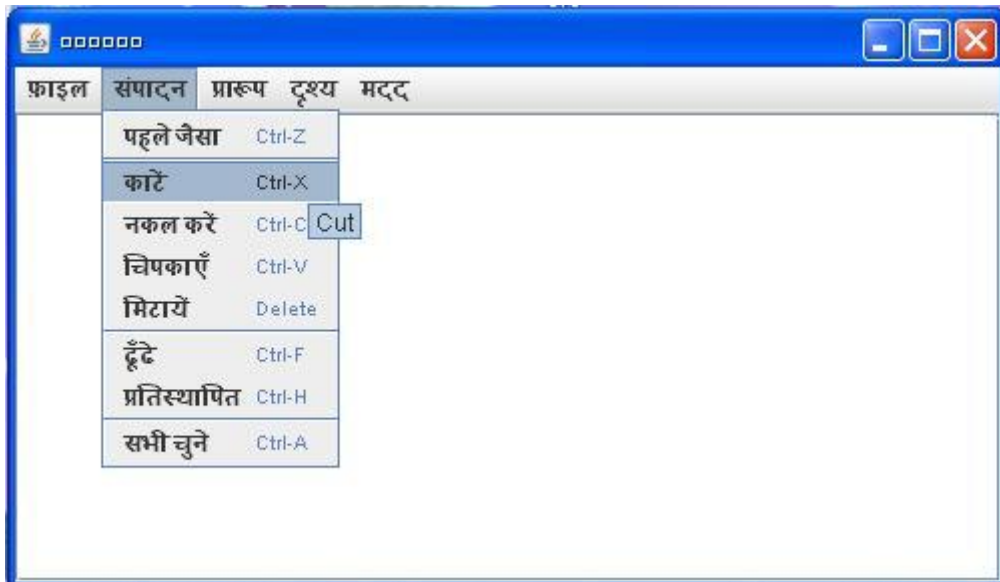 फ़ाइल संपादन प्रारूप दृश्य मदद्
पहले जैसा Ctrl-Z
काटें Ctrl-X
नकल करें Ctrl-C
Cut
चिपकाएँ Ctrl-V
मिटायें Delete
ढूँढे Ctrl-F
प्रतिस्थापित Ctrl-H
सभी चुने Ctrl-A